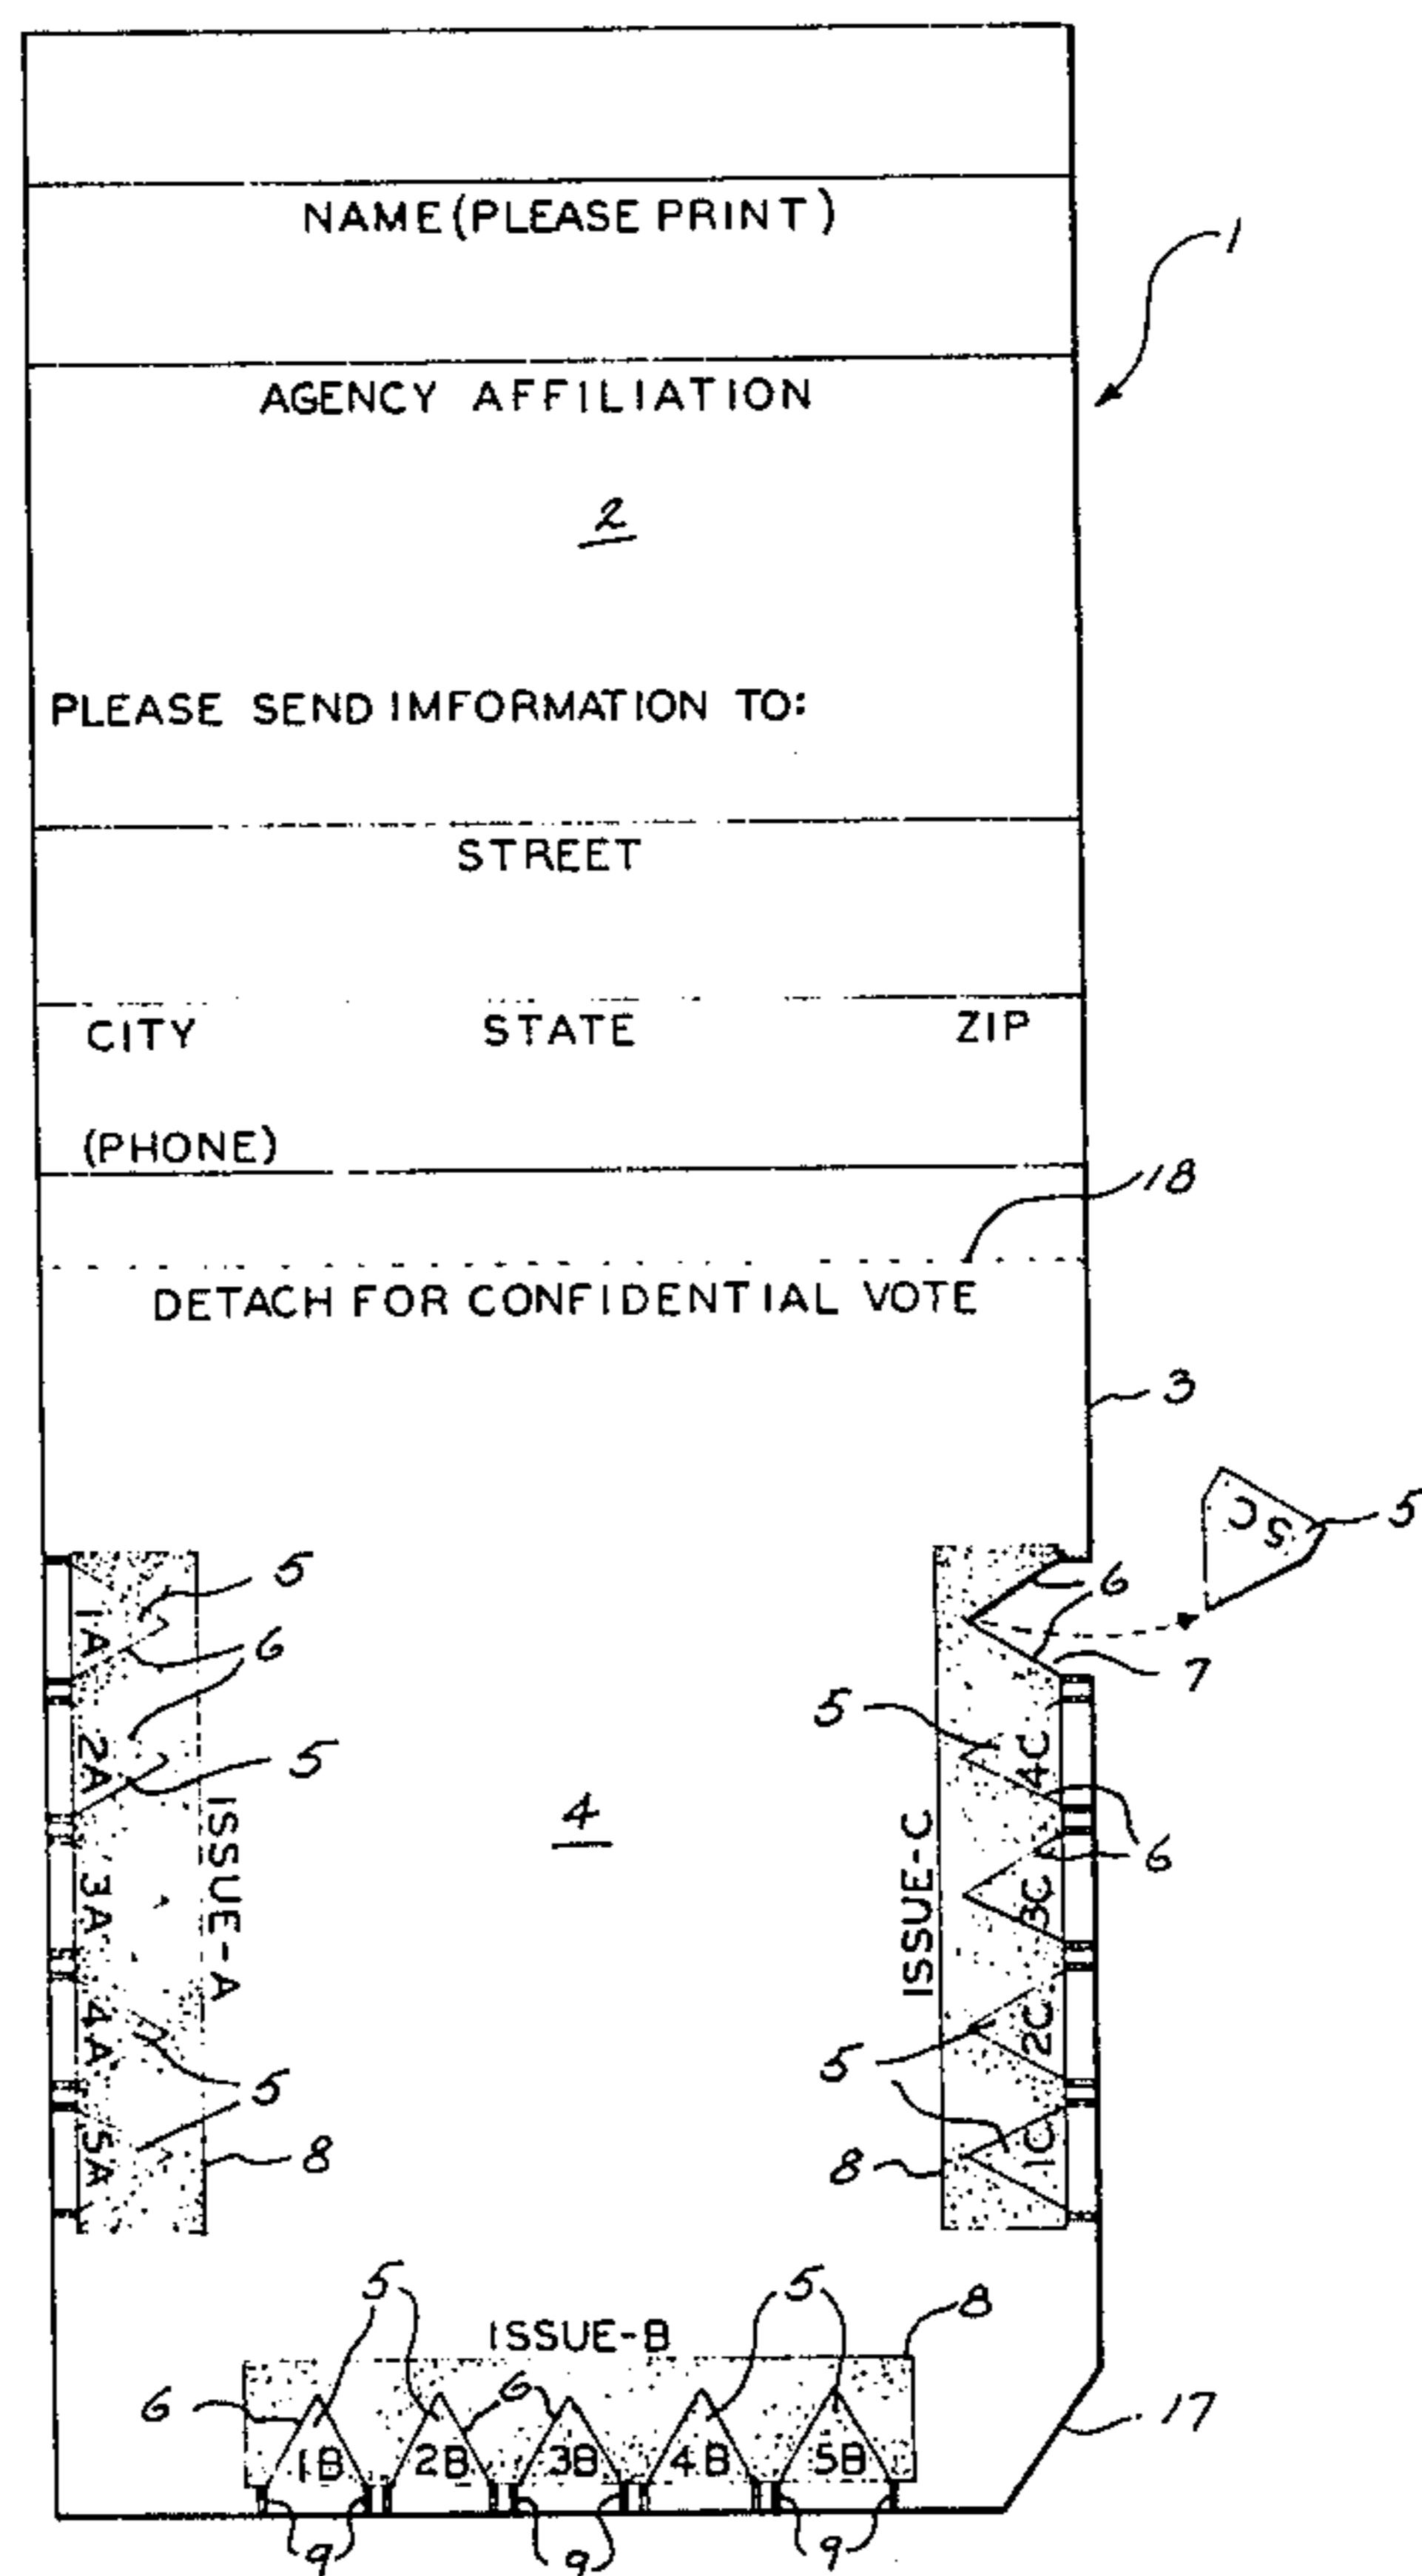 NAME (PLEASE PRINT)
1
AGENCY AFFILIATION
2
PLEASE SEND IMFORMATION TO:
STREET
CITY STATE ZIP
(PHONE)
18
DETACH FOR CONFIDENTIAL VOTE
3
5C 5
5 6
1A 6 7
2A 5 5 4C
ISSUE-A 4 ISSUE-C
3A 3C 6
4A 5 5 2C
5A 8 8 1C
5 5 8
ISSUE-B
6 6 17
1B 2B 3B 4B 5B
9 9 9